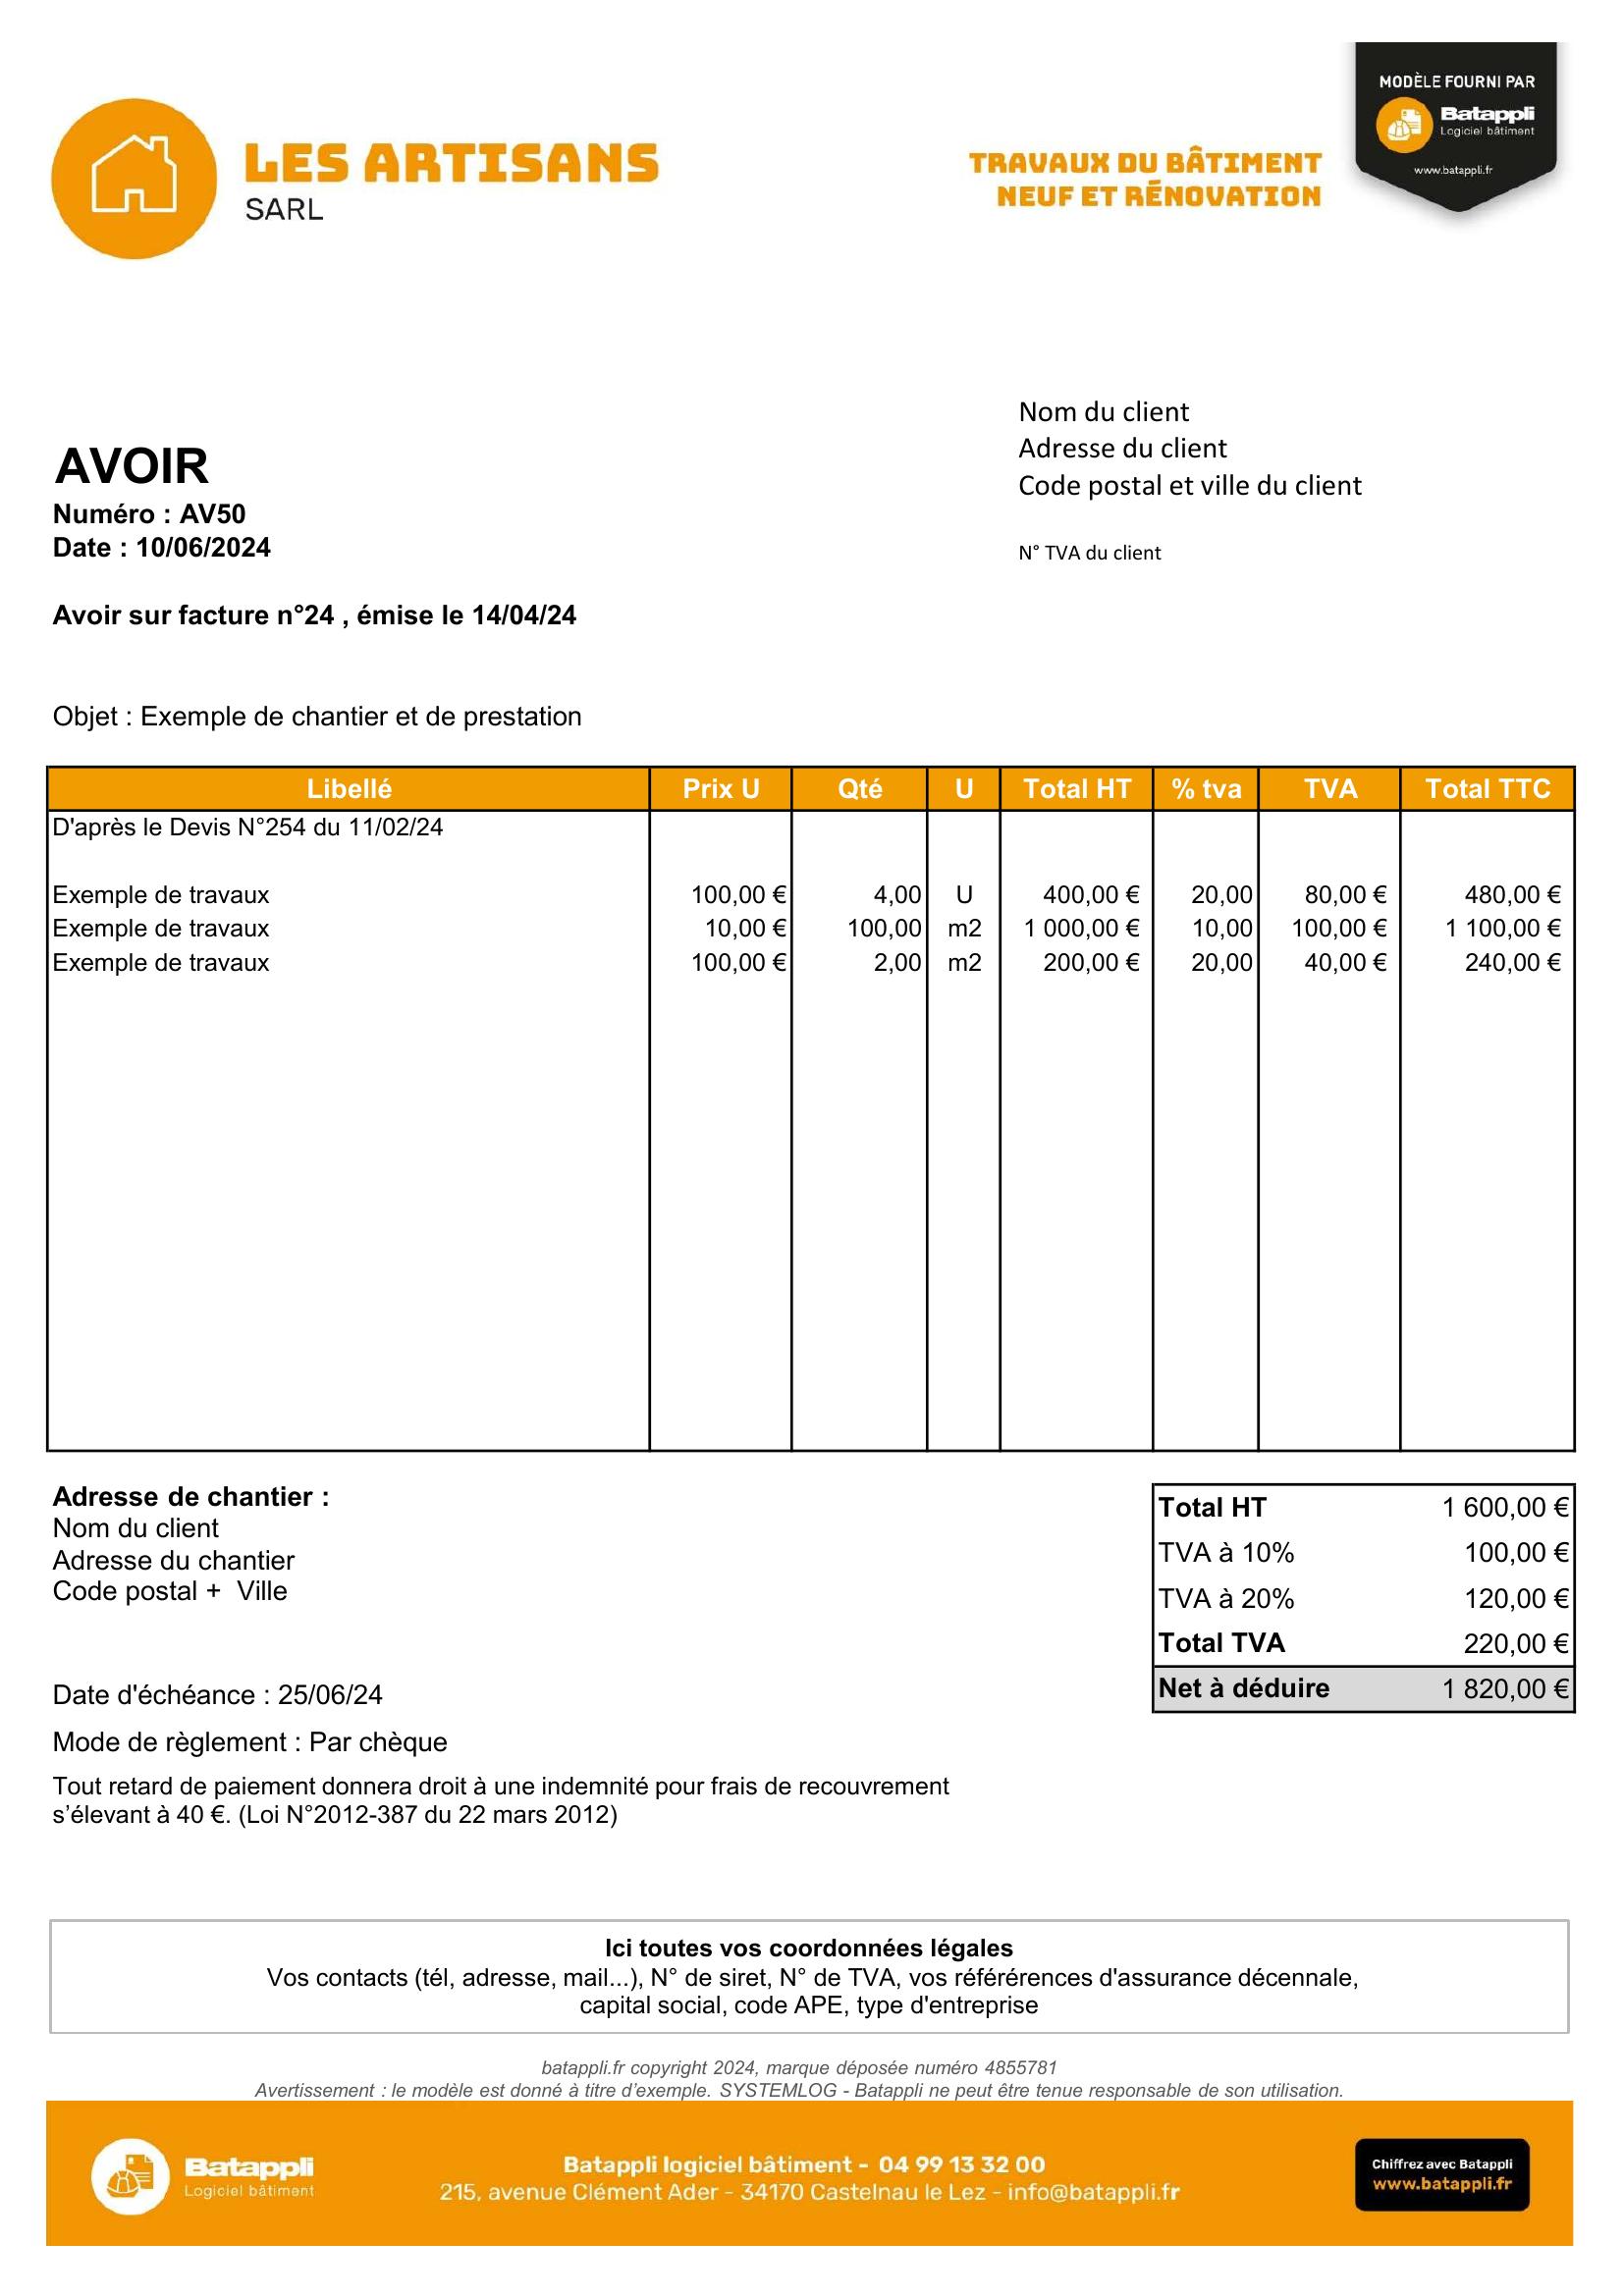 MODÈLE FOURNI PAR
Batappli
Logiciel bâtiment
www.batappli.fr
LES ARTISANS
SARL
TRAVAUX DU BÂTIMENT
NEUF ET RÉNOVATION
Nom du client
Adresse du client
Code postal et ville du client
N° TVA du client
AVOIR
Numéro : AV50
Date : 10/06/2024
Avoir sur facture n°24 , émise le 14/04/24
Objet : Exemple de chantier et de prestation
Libellé Prix U Qté U Total HT % tva TVA Total TTC
D'après le Devis N°254 du 11/02/24
Exemple de travaux 100,00 € 4,00 U 400,00 € 20,00 80,00 € 480,00 €
Exemple de travaux 10,00 € 100,00 m2 1 000,00 € 10,00 100,00 € 1 100,00 €
Exemple de travaux 100,00 € 2,00 m2 200,00 € 20,00 40,00 € 240,00 €
Adresse de chantier :
Nom du client
Adresse du chantier
Code postal + Ville
Total HT 1 600,00 €
TVA à 10% 100,00 €
TVA à 20% 120,00 €
Total TVA 220,00 €
Net à déduire 1 820,00 €
Date d'échéance : 25/06/24
Mode de règlement : Par chèque
Tout retard de paiement donnera droit à une indemnité pour frais de recouvrement
s’élevant à 40 €. (Loi N°2012-387 du 22 mars 2012)
Ici toutes vos coordonnées légales
Vos contacts (tél, adresse, mail...), N° de siret, N° de TVA, vos référérences d'assurance décennale,
capital social, code APE, type d'entreprise
batappli.fr copyright 2024, marque déposée numéro 4855781
Avertissement : le modèle est donné à titre d’exemple. SYSTEMLOG - Batappli ne peut être tenue responsable de son utilisation.
Batappli
Logiciel bâtiment
Batappli logiciel bâtiment - 04 99 13 32 00
215, avenue Clément Ader - 34170 Castelnau le Lez - info@batappli.fr
Chiffrez avec Batappli
www.batappli.fr